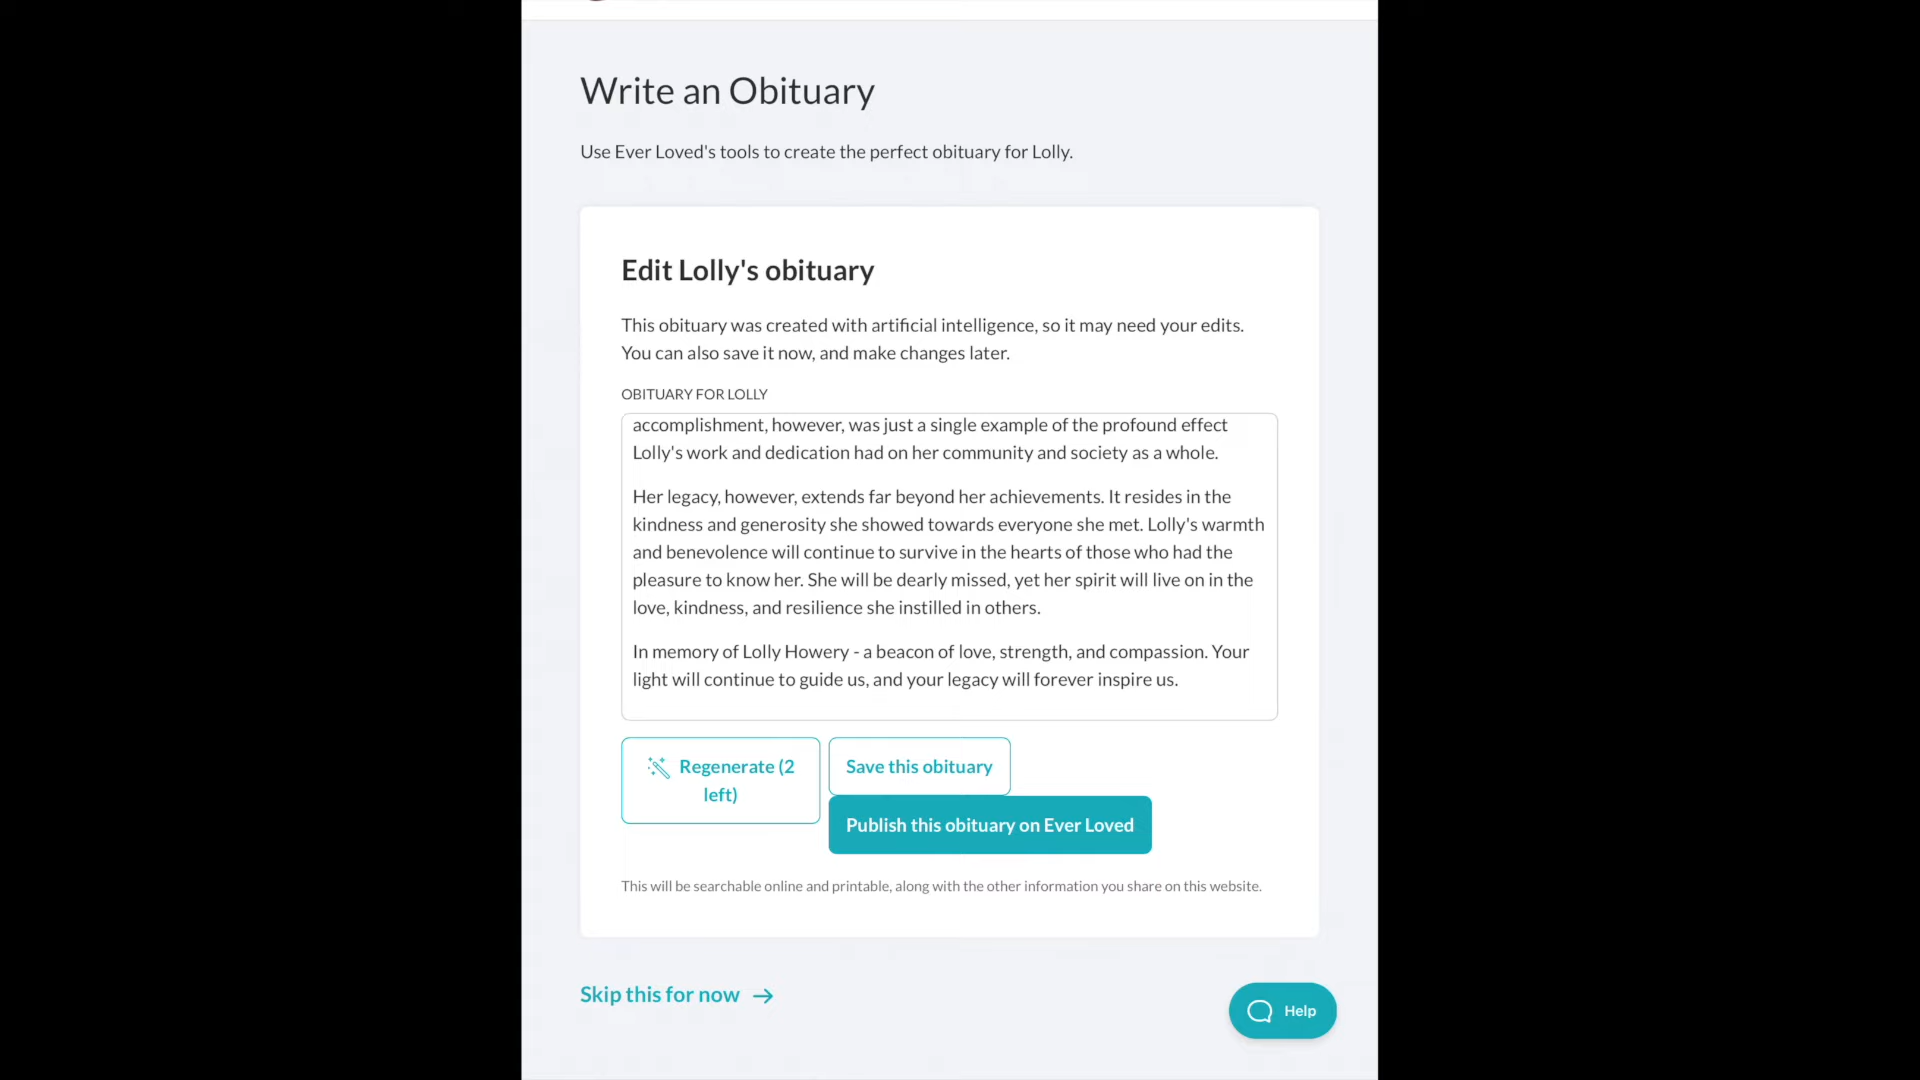 Write an Obituary
Use Ever Loved's tools to create the perfect obituary for Lolly.
Edit Lolly's obituary
This obituary was created with artificial intelligence, so it may need your edits.
You can also save it now, and make changes later.
OBITUARY FOR LOLLY
accomplishment, however, was just a single example of the profound effect
Lolly's work and dedication had on her community and society as a whole.
Her legacy, however, extends far beyond her achievements. It resides in the
kindness and generosity she showed towards everyone she met. Lolly's warmth
and benevolence will continue to survive in the hearts of those who had the
pleasure to know her. She will be dearly missed, yet her spirit will live on in the
love, kindness, and resilience she instilled in others.
In memory of Lolly Howery - a beacon of love, strength, and compassion. Your
light will continue to guide us, and your legacy will forever inspire us.
Regenerate (2
left)
Save this obituary
Publish this obituary on Ever Loved
This will be searchable online and printable, along with the other information you share on this website.
Skip this for now
Help